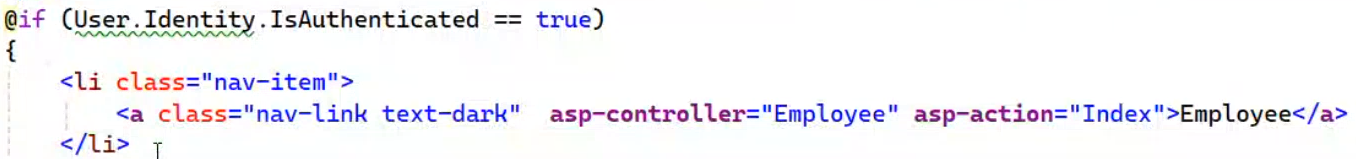 @if (User.Identity.IsAuthenticated == true)
{
    <li class="nav-item">
        <a class="nav-link text-dark"  asp-controller="Employee" asp-action="Index">Employee</a>
    </li>